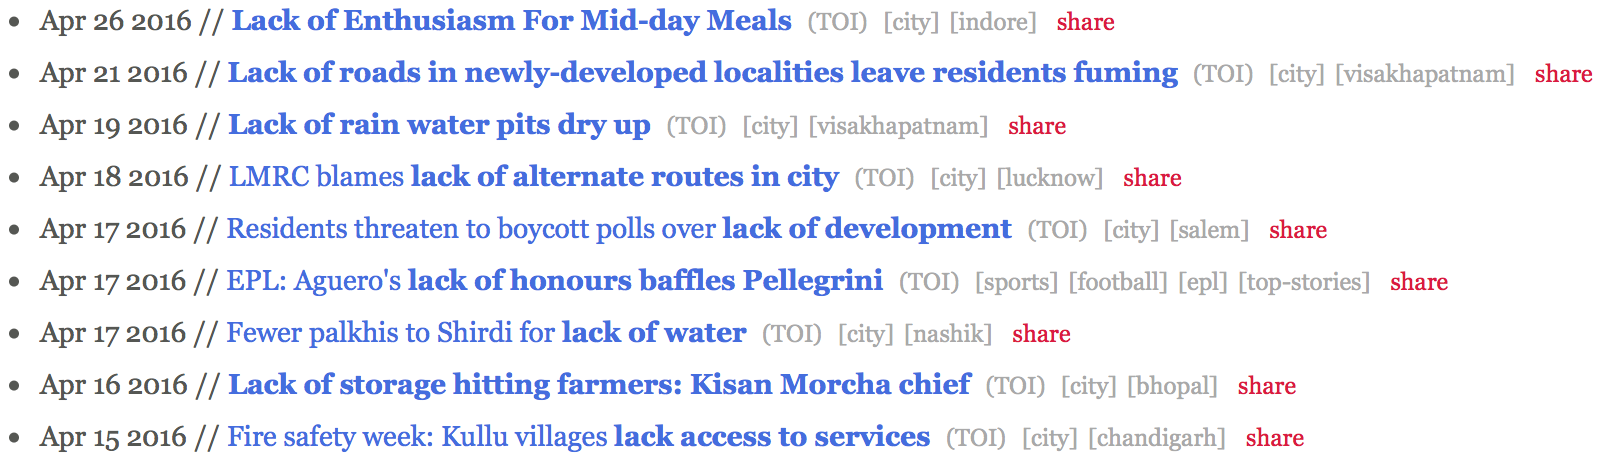 • Apr 26 2016 // Lack of Enthusiasm For Mid-day Meals (TOI) [city] [indore] share
• Apr 21 2016 // Lack of roads in newly-developed localities leave residents fuming (TOI) [city] [visakhapatnam] share
• Apr 19 2016 // Lack of rain water pits dry up (TOI) [city] [visakhapatnam] share
• Apr 18 2016 // LMRC blames lack of alternate routes in city (TOI) [city] [lucknow] share
• Apr 17 2016 // Residents threaten to boycott polls over lack of development (TOI) [city] [salem] share
• Apr 17 2016 // EPL: Aguero's lack of honours baffles Pellegrini (TOI) [sports] [football] [epl] [top-stories] share
• Apr 17 2016 // Fewer palkhis to Shirdi for lack of water (TOI) [city] [nashik] share
• Apr 16 2016 // Lack of storage hitting farmers: Kisan Morcha chief (TOI) [city] [bhopal] share
• Apr 15 2016 // Fire safety week: Kullu villages lack access to services (TOI) [city] [chandigarh] share